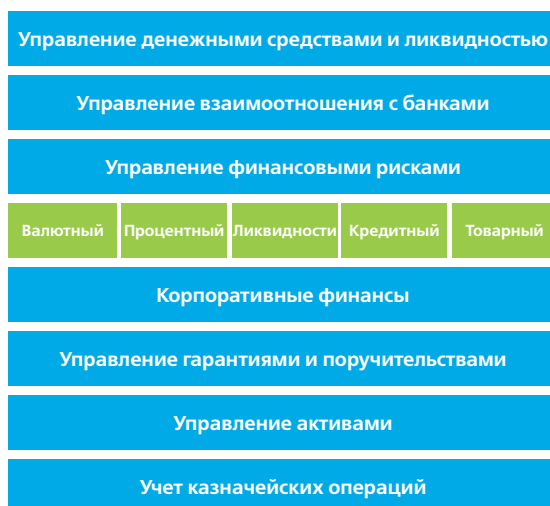 Управление денежными средствами и ликвидностью
Управление взаимоотношения с банками
Управление финансовыми рисками
Валютный Процентный Ликвидности Кредитный Товарный
Корпоративные финансы
Управление гарантиями и поручительствами
Управление активами
Учет казначейских операций